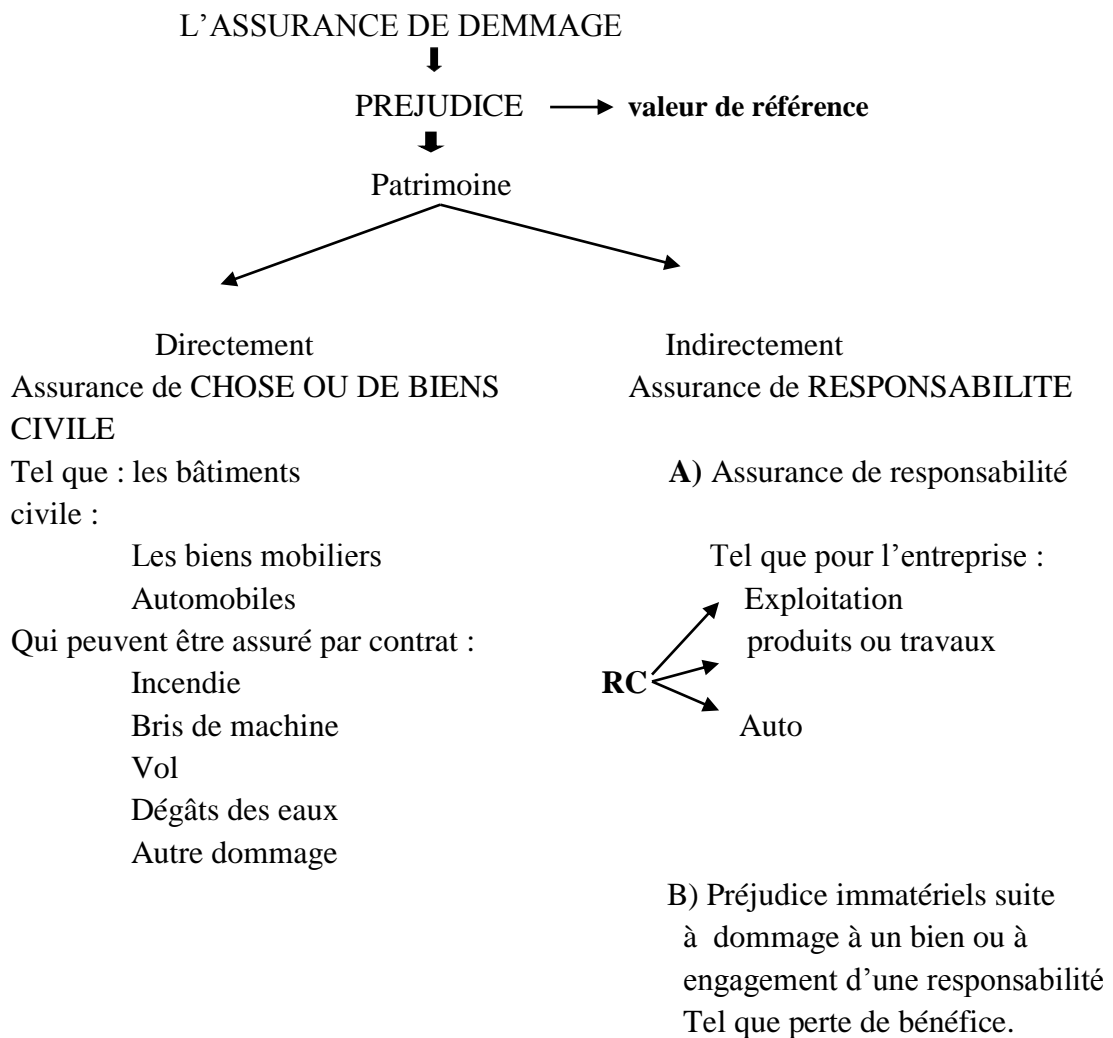 L'ASSURANCE DE DEMMAGE
PREJUDICE valeur de référence
Patrimoine
Directement Indirectement
Assurance de CHOSE OU DE BIENS Assurance de RESPONSABILITE
CIVILE
Tel que : les bâtiments A) Assurance de responsabilité
civile :
Les biens mobiliers Tel que pour l'entreprise :
Automobiles Exploitation
Qui peuvent être assuré par contrat : produits ou travaux
Incendie RC
Bris de machine Auto
Vol
Dégâts des eaux
Autre dommage
B) Préjudice immatériels suite
à dommage à un bien ou à
engagement d'une responsabilité
Tel que perte de bénéfice.